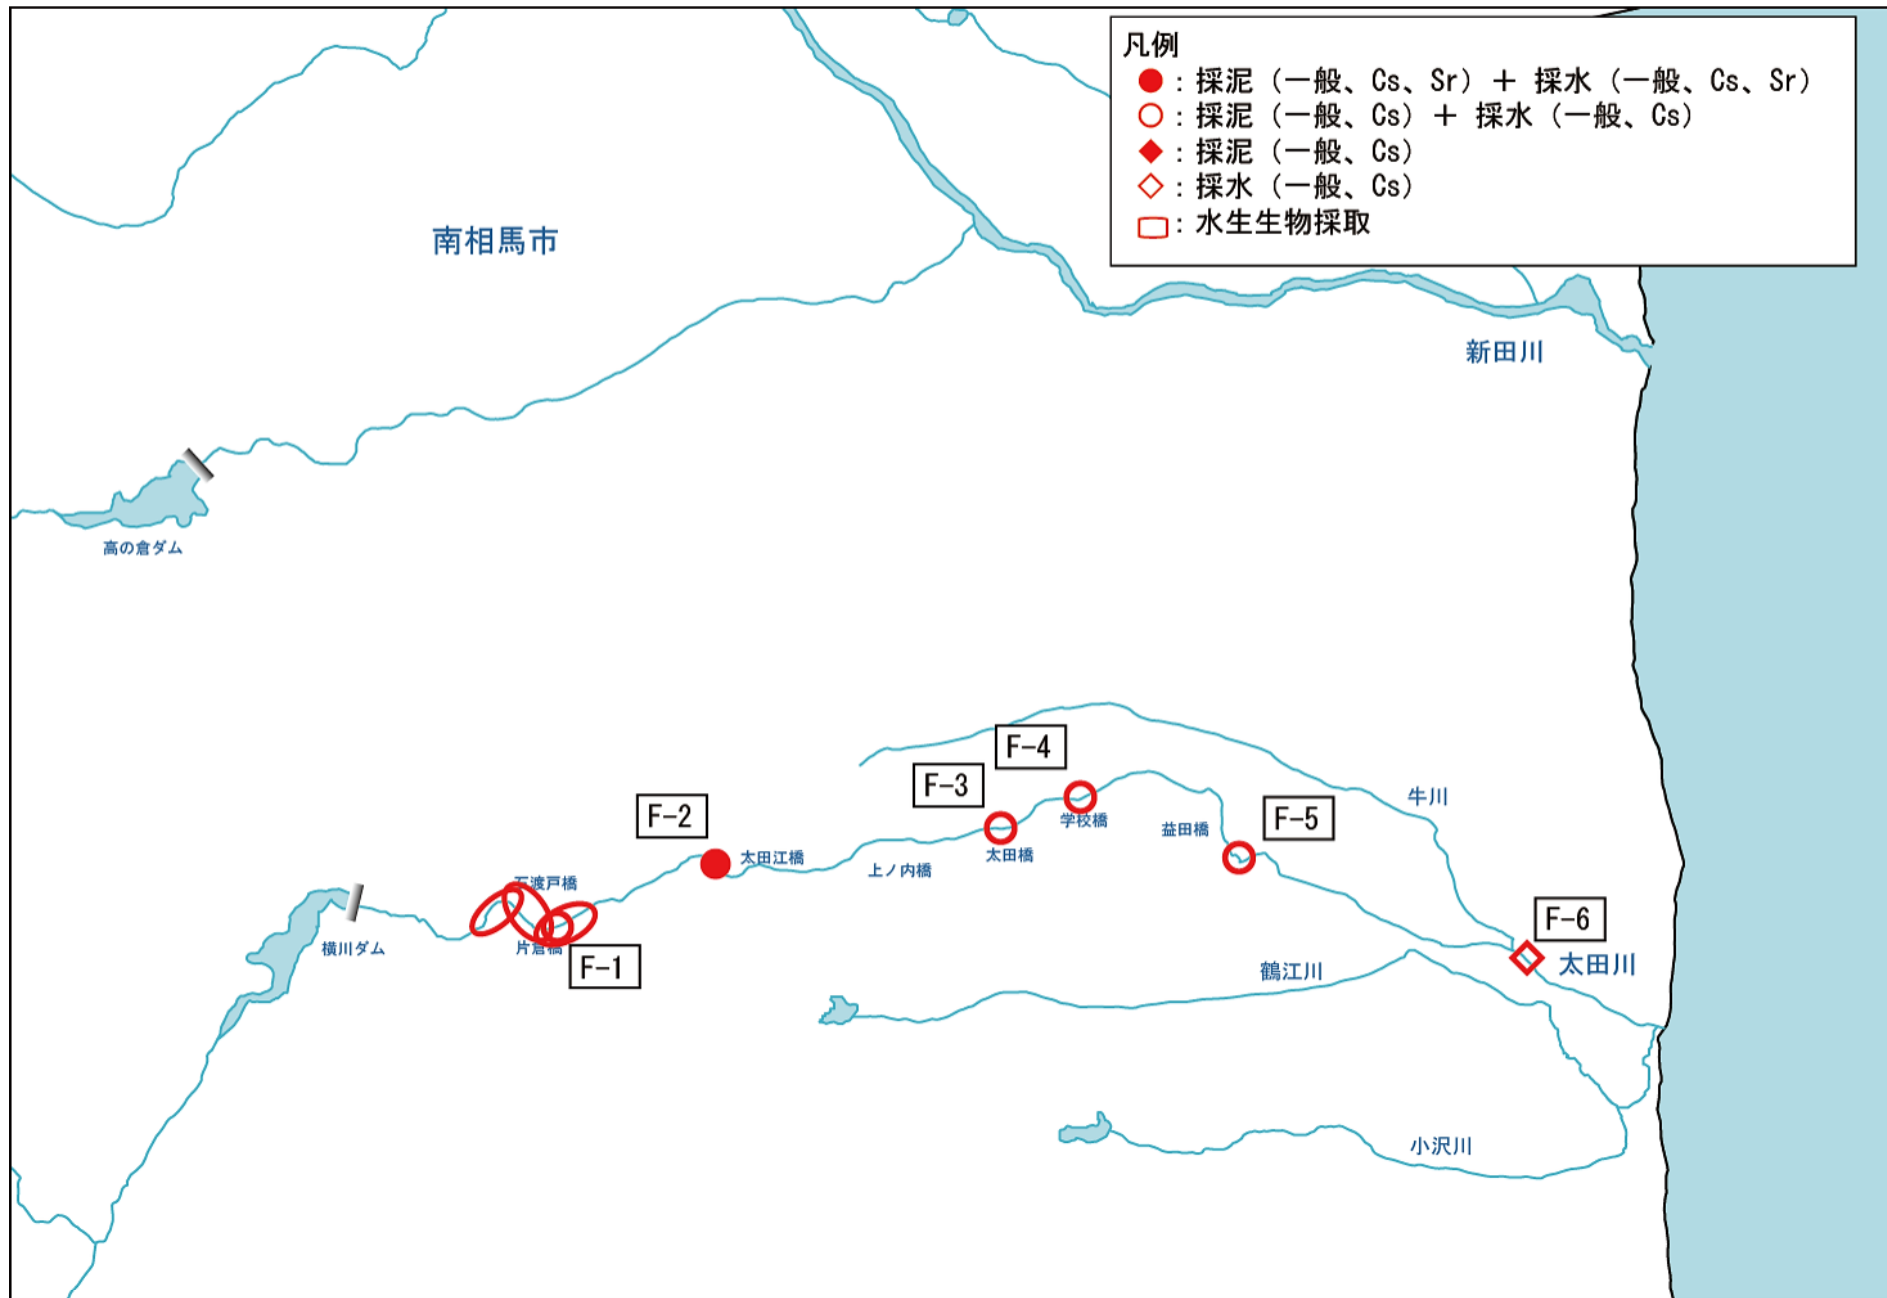 凡例
●：採泥（一般、Cs、Sr）＋ 採水（一般、Cs、Sr）
○：採泥（一般、Cs）＋ 採水（一般、Cs）
◆：採泥（一般、Cs）
◇：採水（一般、Cs）
：水生生物採取
南相馬市
新田川
高の倉ダム
F-4
F-3
F-2
F-5
牛川
学校橋
益田橋
太田橋
太田江橋
上ノ内橋
石渡戸橋
F-6
横川ダム
片倉橋
F-1
太田川
鶴江川
小沢川